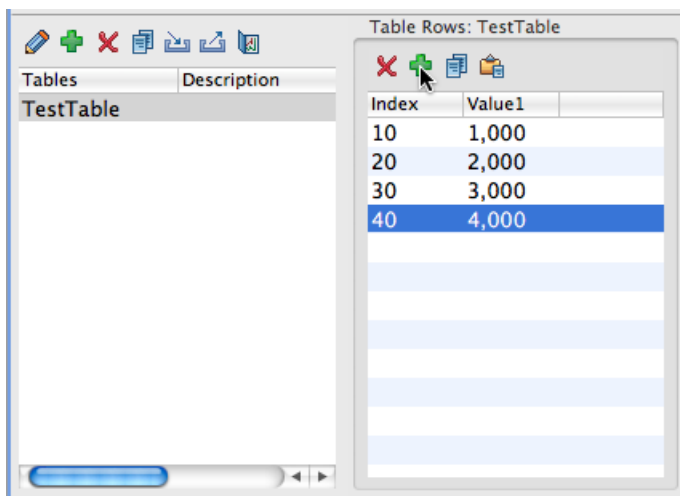 Tables Description
TestTable
Table Rows: TestTable
Index Value1
10 1,000
20 2,000
30 3,000
40 4,000